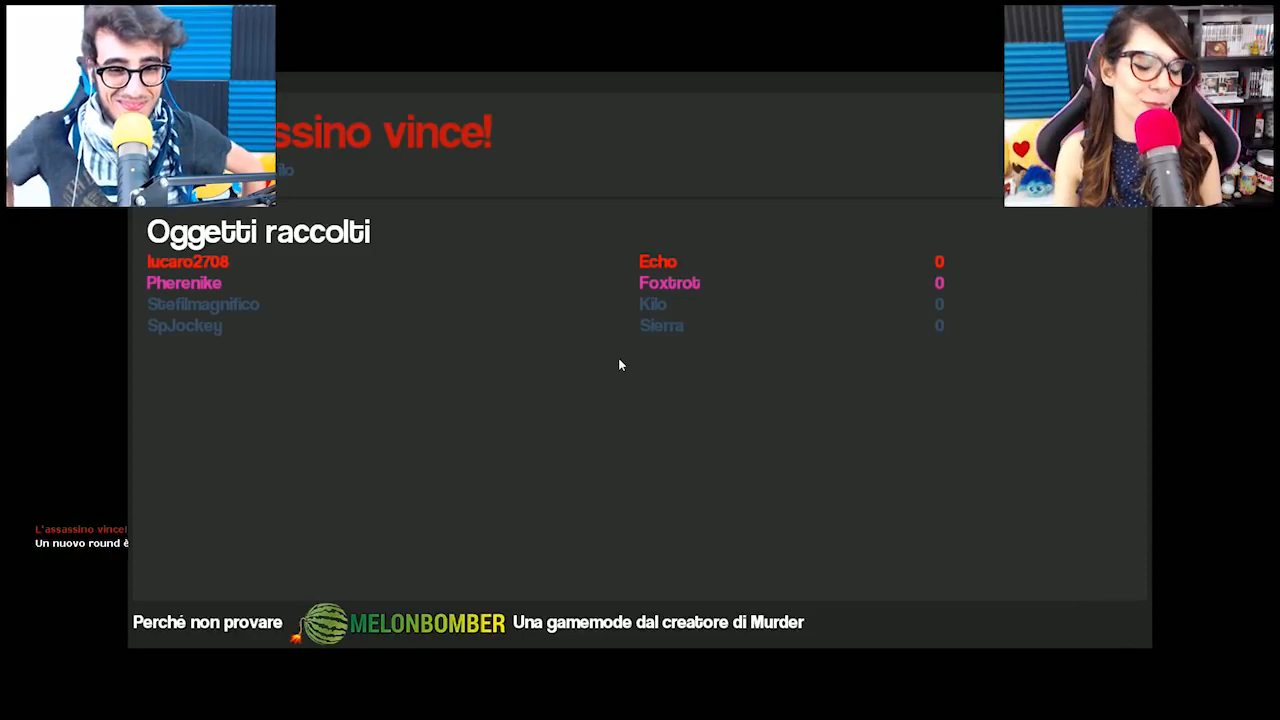 ssino vince!
ilo
Oggetti raccolti
lucaro2708 Echo 0
Pherenike Foxtrot 0
Stefilmagnifico Kilo 0
SpJockey Sierra 0
L'assassino vince!
Un nuovo round è
Perché non provare MELONBOMBER Una gamemode dal creatore di Murder